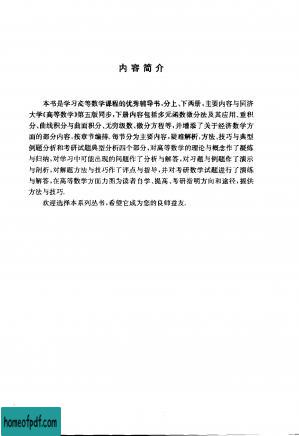 内容简介
本书是学习高等数学课程的优秀辅导书，分上、下两册，主要内容与同济
大学《高等数学》第五版同步，下册内容包括多元函数微分法及其应用、重积
分、曲线积分与曲面积分、无穷级数、微分方程等，并增添了关于经济数学方
面的部分内容。按章节编排，每节分为主要内容，疑难解析，方法、技巧与典型
例题分析和考研试题典型分析四个部分，对高等数学的理论与概念作了凝炼
与归纳，对学习中可能出现的问题作了分析与解答，对习题与例题作了演示
与剖析，对解题方法与技巧作了评点与指导，并对考研数学试题进行了演练
与解答，在高等数学方面力图为读者自学、提高、考研指明方向和途径，提供
方法与技巧.
欢迎选择本系列丛书，希望它成为您的良师益友.
homeofpdf.com